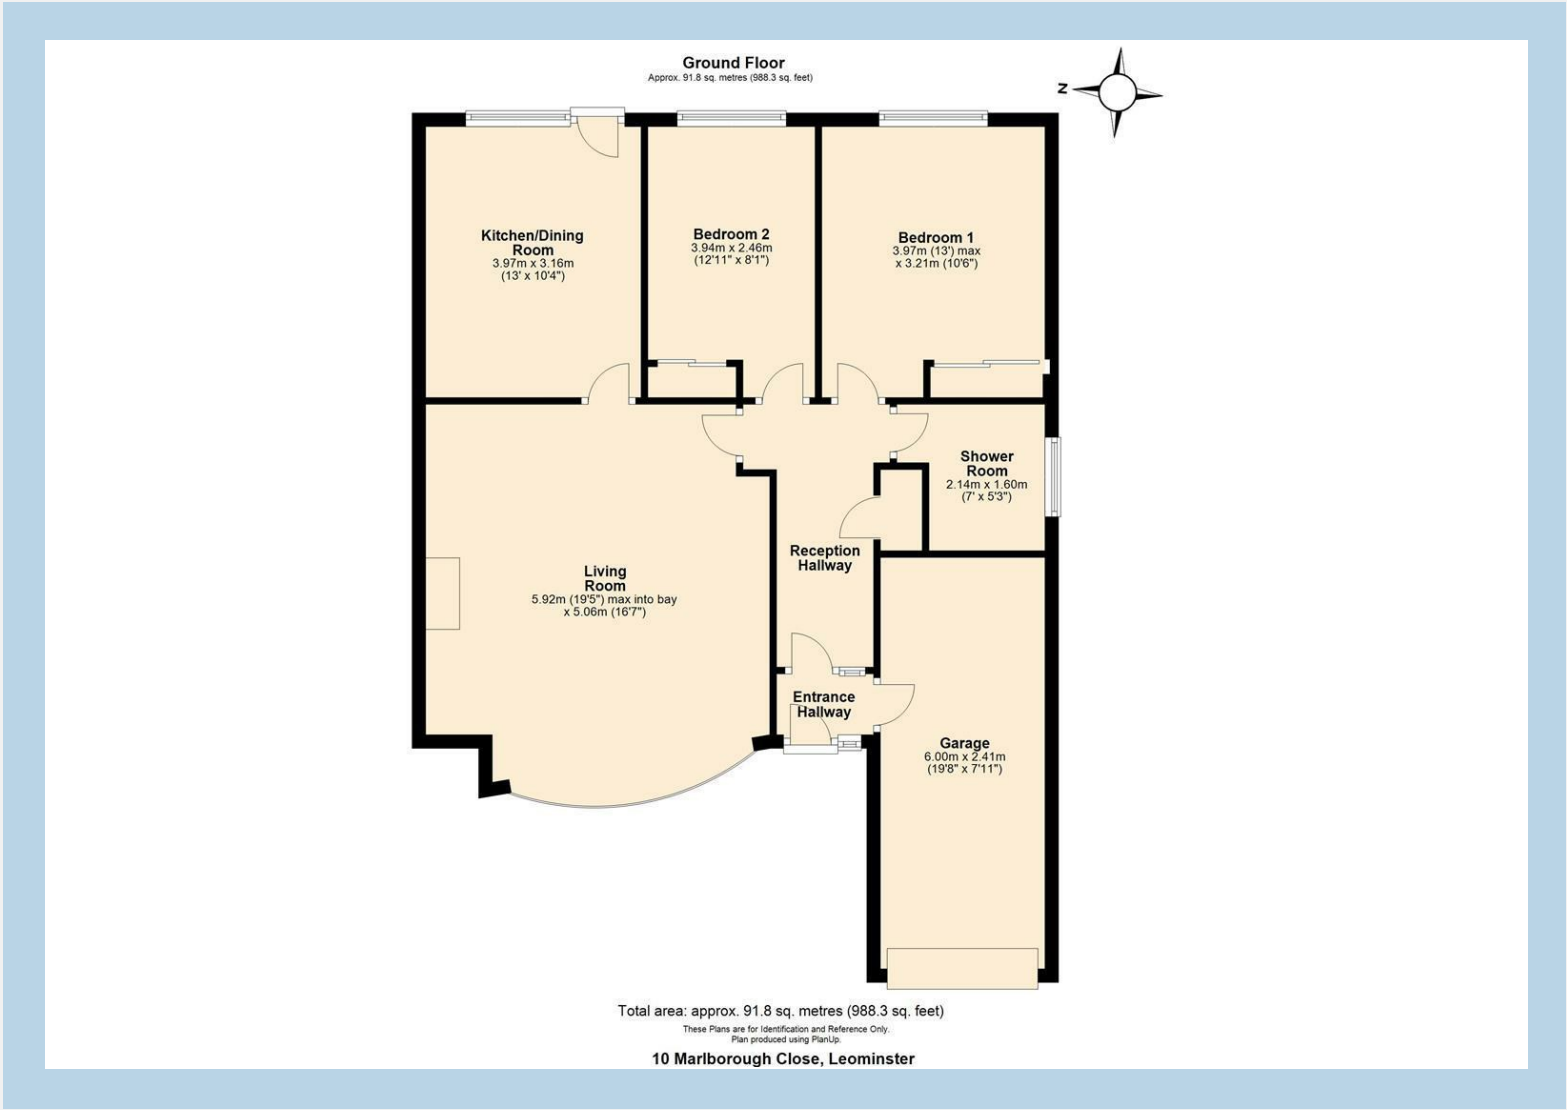 Ground Floor
Approx. 91.8 sq. metres (988.3 sq. feet)
N
Kitchen/Dining
Room
3.97m x 3.16m
(13' x 10'4")
Bedroom 2
3.94m x 2.46m
(12'11" x 8'1")
Bedroom 1
3.97m (13') max
x 3.21m (10'6")
Shower
Room
2.14m x 1.60m
(7' x 5'3")
Reception
Hallway
Living
Room
5.92m (19'5") max into bay
x 5.06m (16'7")
Entrance
Hallway
Garage
6.00m x 2.41m
(19'8" x 7'11")
Total area: approx. 91.8 sq. metres (988.3 sq. feet)
These Plans are for Identification and Reference Only.
Plan produced using PlanUp.
10 Marlborough Close, Leominster